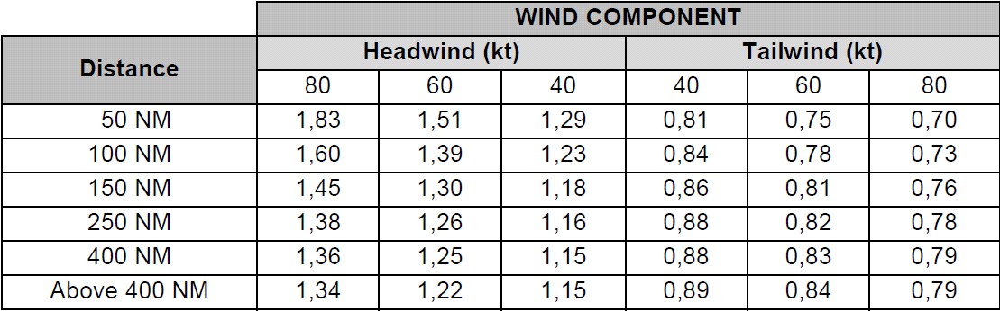 WIND COMPONENT
Distance Headwind (kt) Tailwind (kt)
80 60 40 40 60 80
50 NM 1,83 1,51 1,29 0,81 0,75 0,70
100 NM 1,60 1,39 1,23 0,84 0,78 0,73
150 NM 1,45 1,30 1,18 0,86 0,81 0,76
250 NM 1,38 1,26 1,16 0,88 0,82 0,78
400 NM 1,36 1,25 1,15 0,88 0,83 0,79
Above 400 NM 1,34 1,22 1,15 0,89 0,84 0,79